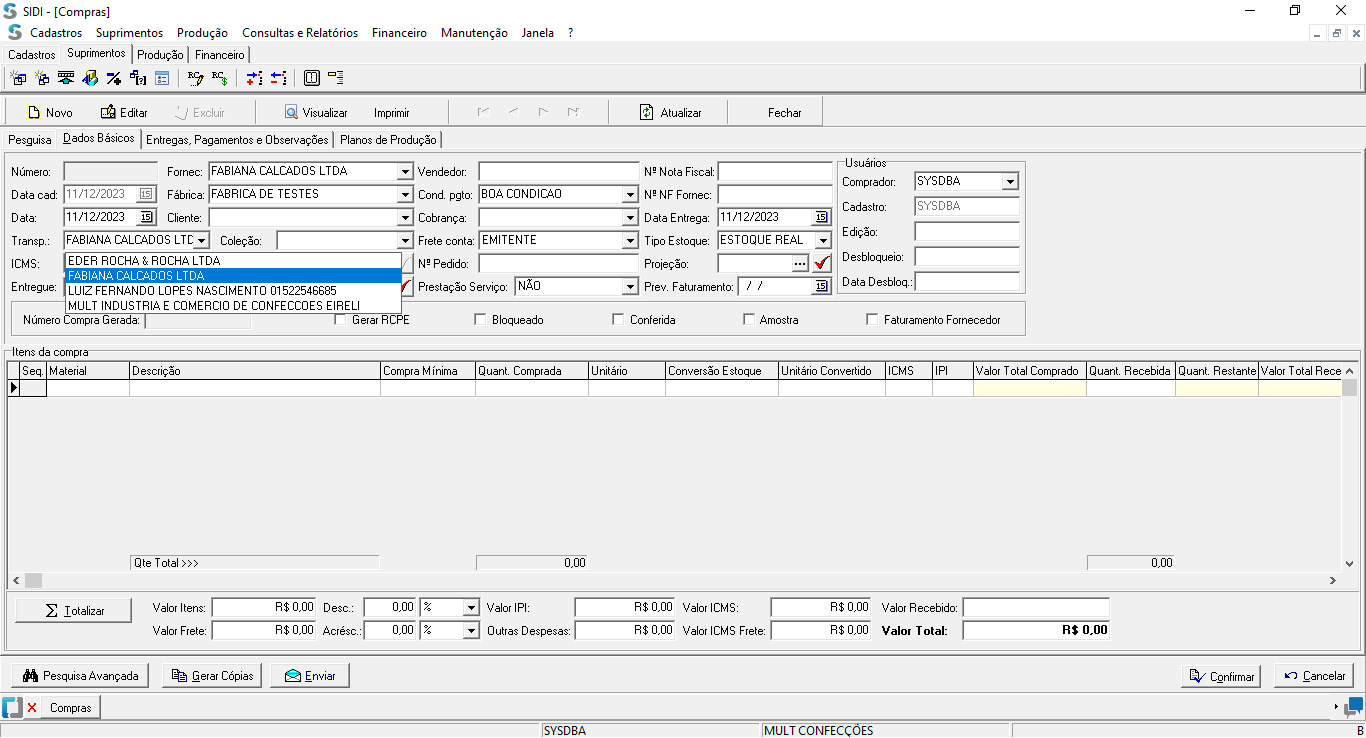 SIDI - [Compras]
Cadastros Suprimentos Produção Consultas e Relatórios Financeiro Manutenção Janela ?
Cadastros Suprimentos Produção Financeiro
Novo Editar Excluir Visualizar Imprimir Atualizar Fechar
Pesquisa Dados Básicos Entregas, Pagamentos e Observações Planos de Produção
Número: Fornec: FABIANA CALCADOS LTDA Vendedor: Nº Nota Fiscal: Usuários
Data cad: 11/12/2023 15 Fábrica: FABRICA DE TESTES Cond. pgto: BOA CONDICAO Nº NF Fornec: Comprador: SYSDBA
Data: 11/12/2023 15 Cliente: Cobrança: Data Entrega: 11/12/2023 15 Cadastro: SYSDBA
Transp.: FABIANA CALCADOS LTC Coleção: Frete conta: EMITENTE Tipo Estoque: ESTOQUE REAL Edição:
ICMS: Nº Pedido: Projeção: ... Desbloqueio:
Entregue: Prestação Serviço: NÃO Prev. Faturamento: / / 15 Data Desbloq.:
EDER ROCHA & ROCHA LTDA
FABIANA CALCADOS LTDA
LUIZ FERNANDO LOPES NASCIMENTO 01522546685
MULT INDUSTRIA E COMERCIO DE CONFECCOES EIRELI
Número Compra Gerada: Gerar RCPE Bloqueado Conferida Amostra Faturamento Fornecedor
Itens da compra
Seq. Material Descrição Compra Mínima Quant. Comprada Unitário Conversão Estoque Unitário Convertido ICMS IPI Valor Total Comprado Quant. Recebida Quant. Restante Valor Total Rece
Qte Total >>> 0,00 0,00
Totalizar Valor Itens: R$ 0,00 Desc.: 0,00 % Valor IPI: R$ 0,00 Valor ICMS: R$ 0,00 Valor Recebido:
Valor Frete: R$ 0,00 Acrésc.: 0,00 % Outras Despesas: R$ 0,00 Valor ICMS Frete: R$ 0,00 Valor Total: R$ 0,00
Pesquisa Avançada Gerar Cópias Enviar Confirmar Cancelar
Compras
SYSDBA MULT CONFECÇÕES B